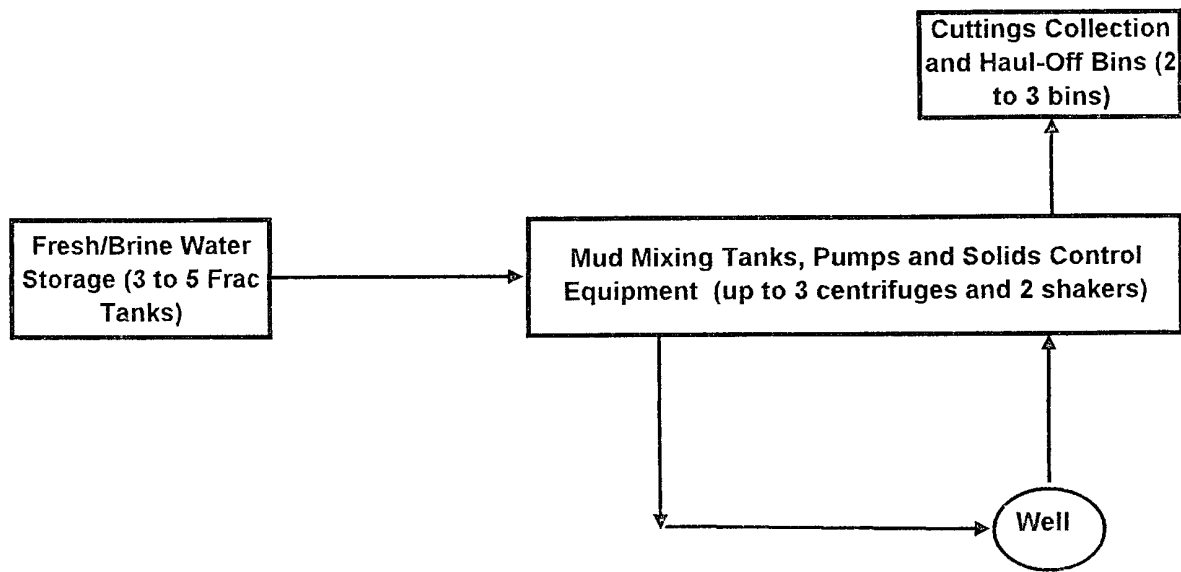 Cuttings Collection
and Haul-Off Bins (2
to 3 bins)
Fresh/Brine Water
Storage (3 to 5 Frac
Tanks)
Mud Mixing Tanks, Pumps and Solids Control
Equipment (up to 3 centrifuges and 2 shakers)
Well